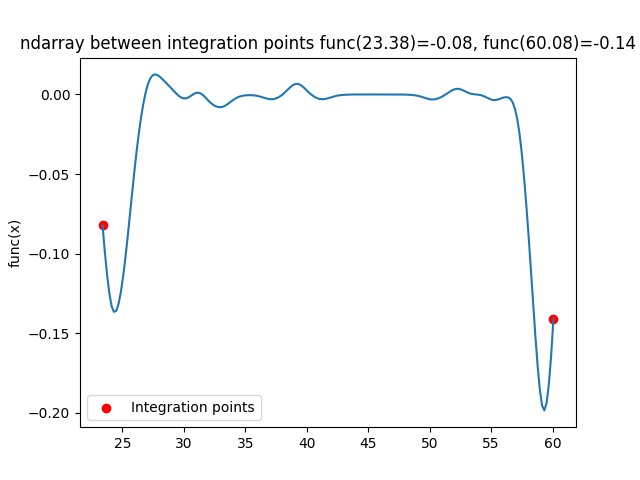 ndarray between integration points func(23.38)=-0.08, func(60.08)=-0.14
0.00
−0.05
−0.10
−0.15
−0.20
func(x)
Integration points
25 30 35 40 45 50 55 60